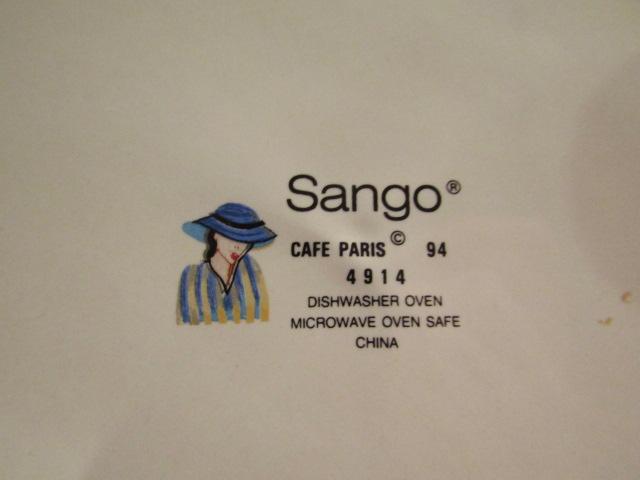 Sango®
CAFE PARIS© 94
4914
DISHWASHER OVEN
MICROWAVE OVEN SAFE
CHINA